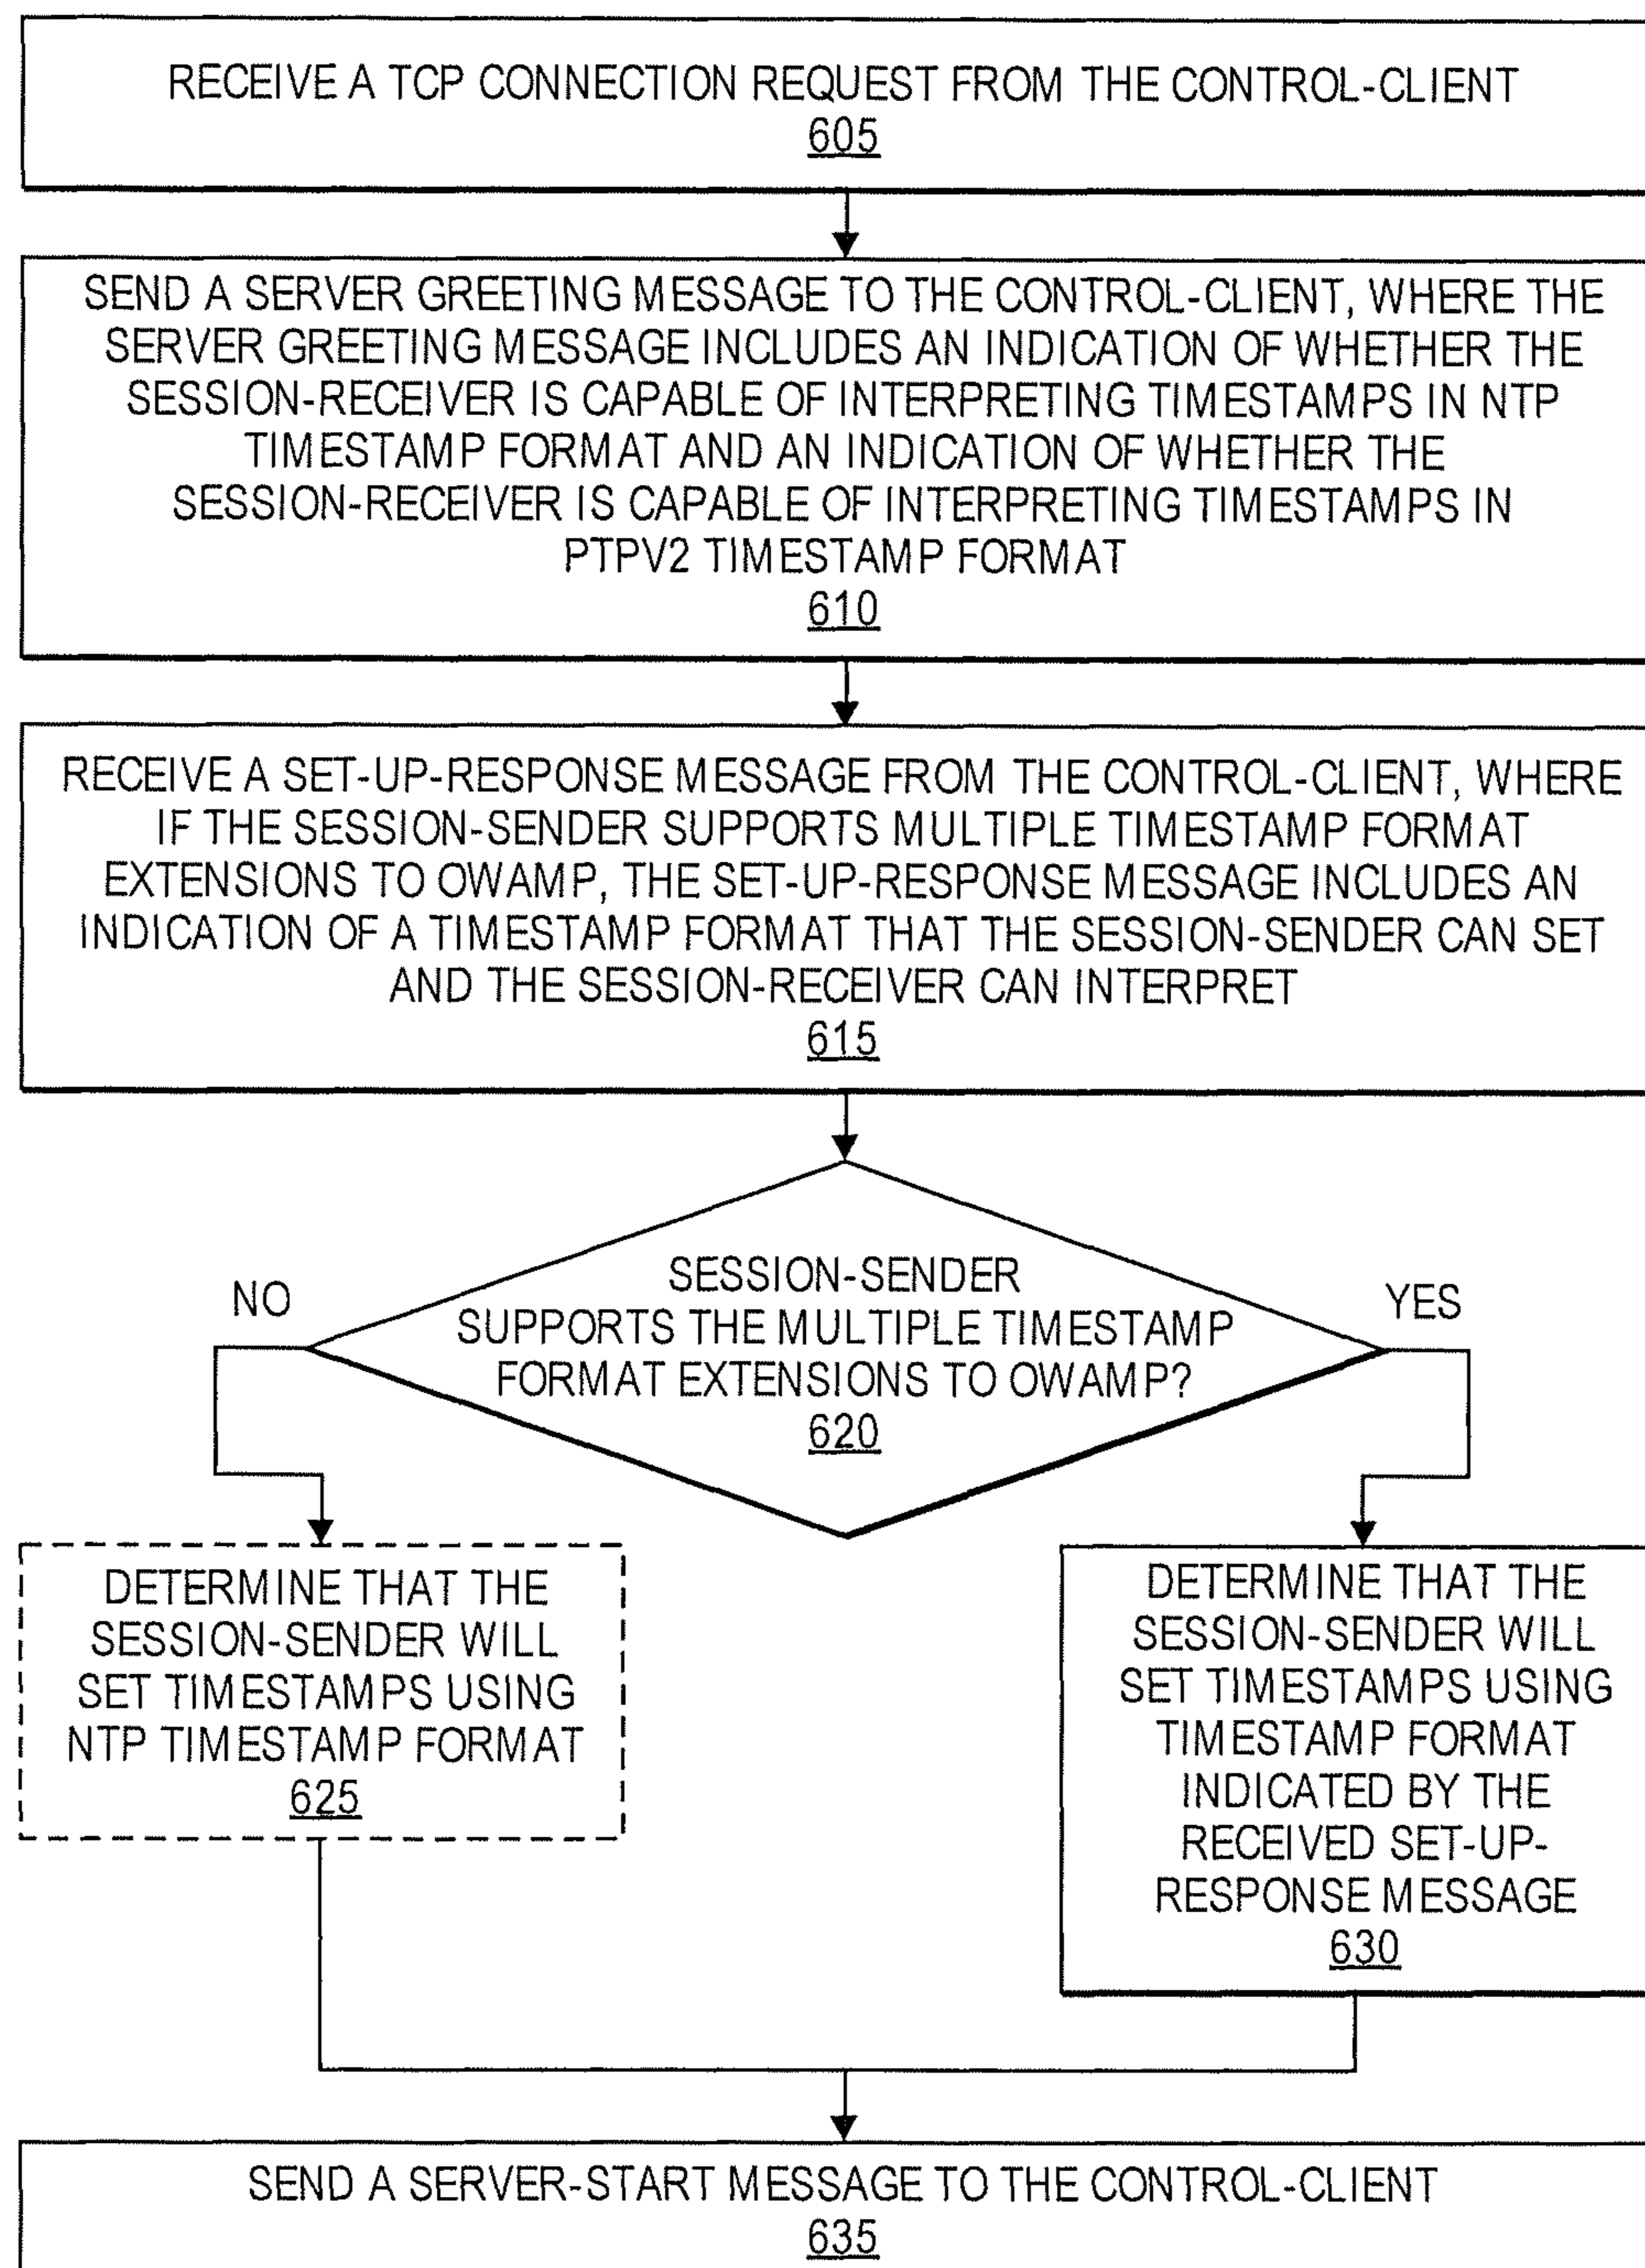 RECEIVE A TCP CONNECTION REQUEST FROM THE CONTROL-CLIENT
605
SEND A SERVER GREETING MESSAGE TO THE CONTROL-CLIENT, WHERE THE
SERVER GREETING MESSAGE INCLUDES AN INDICATION OF WHETHER THE
SESSION-RECEIVER IS CAPABLE OF INTERPRETING TIMESTAMPS IN NTP
TIMESTAMP FORMAT AND AN INDICATION OF WHETHER THE
SESSION-RECEIVER IS CAPABLE OF INTERPRETING TIMESTAMPS IN
PTPV2 TIMESTAMP FORMAT
610
RECEIVE A SET-UP-RESPONSE MESSAGE FROM THE CONTROL-CLIENT, WHERE
IF THE SESSION-SENDER SUPPORTS MULTIPLE TIMESTAMP FORMAT
EXTENSIONS TO OWAMP, THE SET-UP-RESPONSE MESSAGE INCLUDES AN
INDICATION OF A TIMESTAMP FORMAT THAT THE SESSION-SENDER CAN SET
AND THE SESSION-RECEIVER CAN INTERPRET
615
SESSION-SENDER
SUPPORTS THE MULTIPLE TIMESTAMP
FORMAT EXTENSIONS TO OWAMP?
620
NO
YES
DETERMINE THAT THE
SESSION-SENDER WILL
SET TIMESTAMPS USING
NTP TIMESTAMP FORMAT
625
DETERMINE THAT THE
SESSION-SENDER WILL
SET TIMESTAMPS USING
TIMESTAMP FORMAT
INDICATED BY THE
RECEIVED SET-UP-
RESPONSE MESSAGE
630
SEND A SERVER-START MESSAGE TO THE CONTROL-CLIENT
635